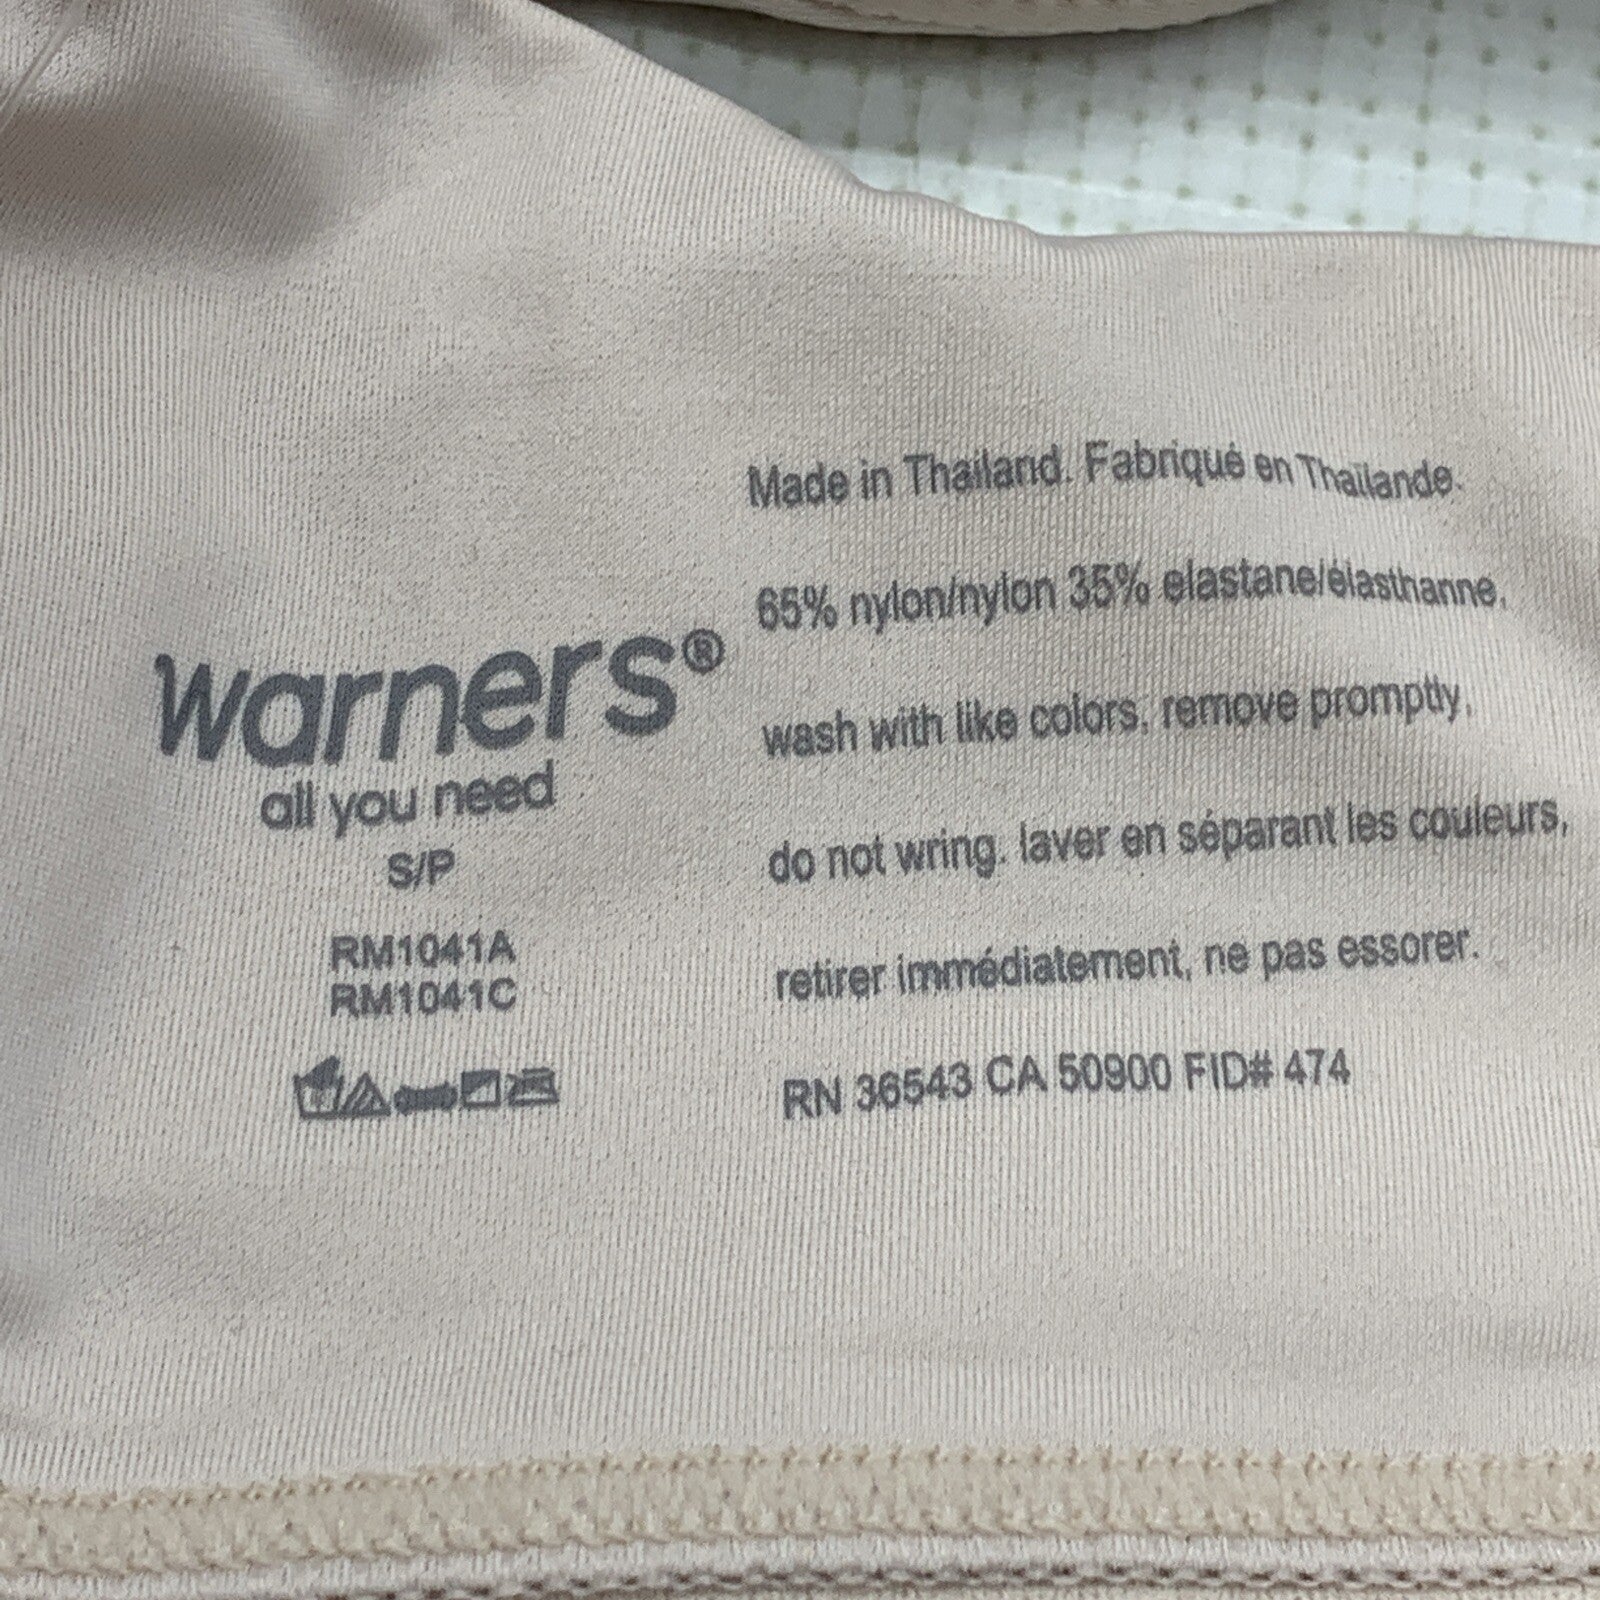 warners®
all you need
S/P
RM1041A
RM1041C
Made in Thailand. Fabriqué en Thaïlande.
65% nylon/nylon 35% elastane/élasthanne,
wash with like colors, remove promptly,
do not wring. laver en séparant les couleurs,
retirer immédiatement, ne pas essorer.
RN 36543 CA 50900 FID# 474